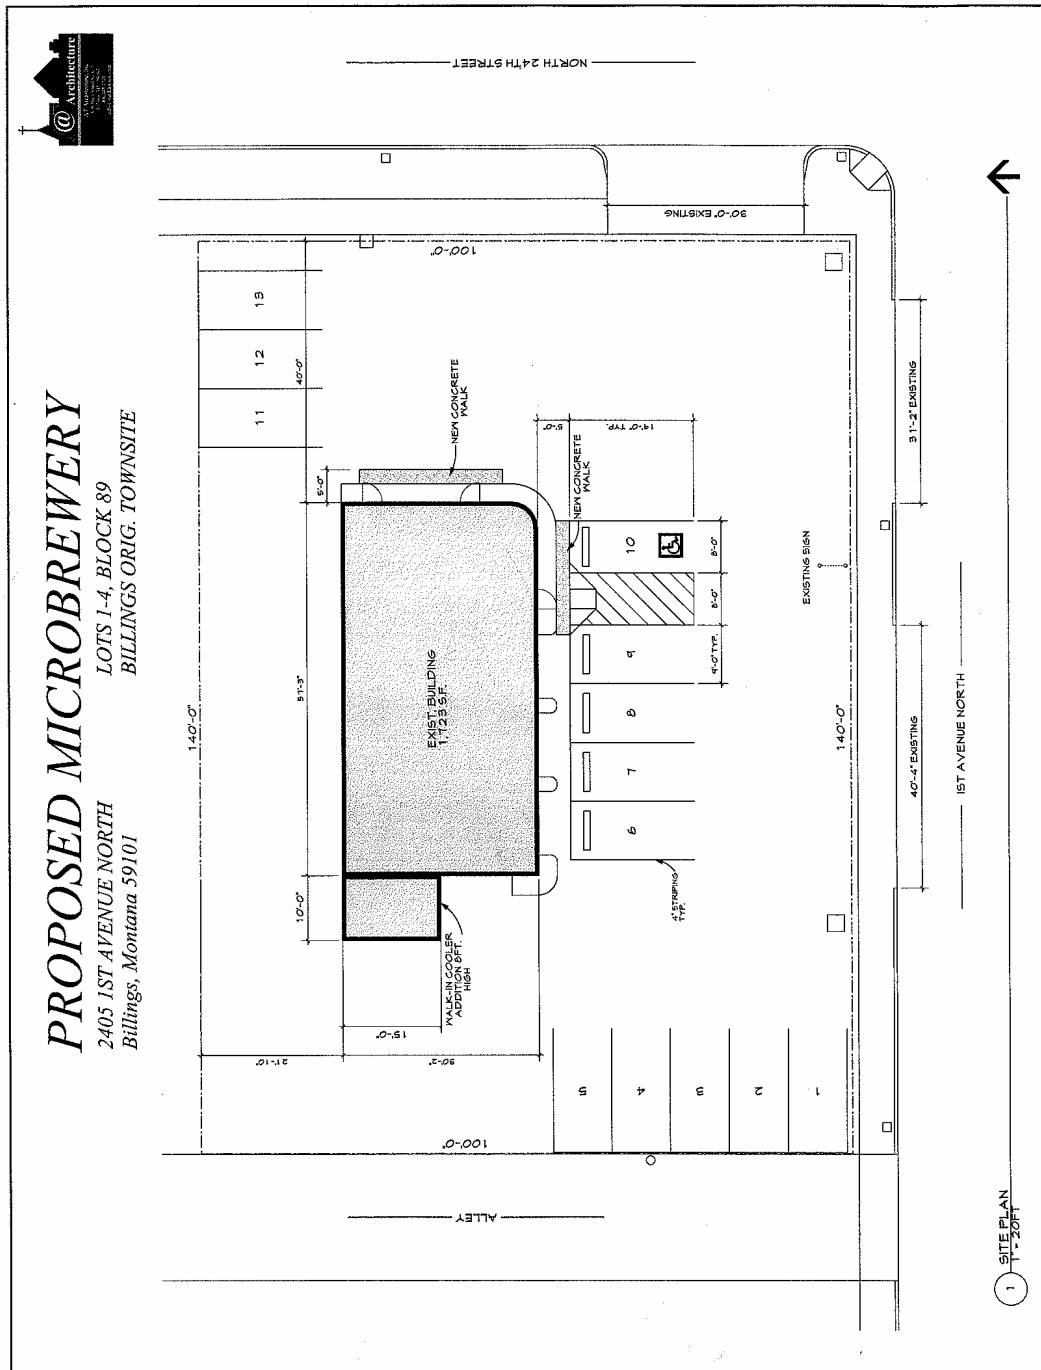 @ Architecture
PROPOSED MICROBREWERY
2405 1ST AVENUE NORTH
LOTS 1-4, BLOCK 89
Billings, Montana 59101
BILLINGS ORIG. TOWNSITE
NORTH 24TH STREET
30'-0" EXISTING
100'-0"
140'-0"
40'-0"
13
12
11
NEW CONCRETE
WALK
5'-0"
57'-3"
EXIST. BUILDING
1,723 S.F.
10'-0"
WALK-IN COOLER
ADDITION 8FT.
HIGH
15'-0"
21'-10"
30'-2"
5'-0"
19'-0" TYP.
NEW CONCRETE
WALK
10
9
8
7
6
8'-0"
8'-0"
9'-0" TYP.
4" STRIPING
TYP.
EXISTING SIGN
140'-0"
31'-2" EXISTING
40'-4" EXISTING
5
4
3
2
1
100'-0"
ALLEY
1ST AVENUE NORTH
1
SITE PLAN
1" = 20FT